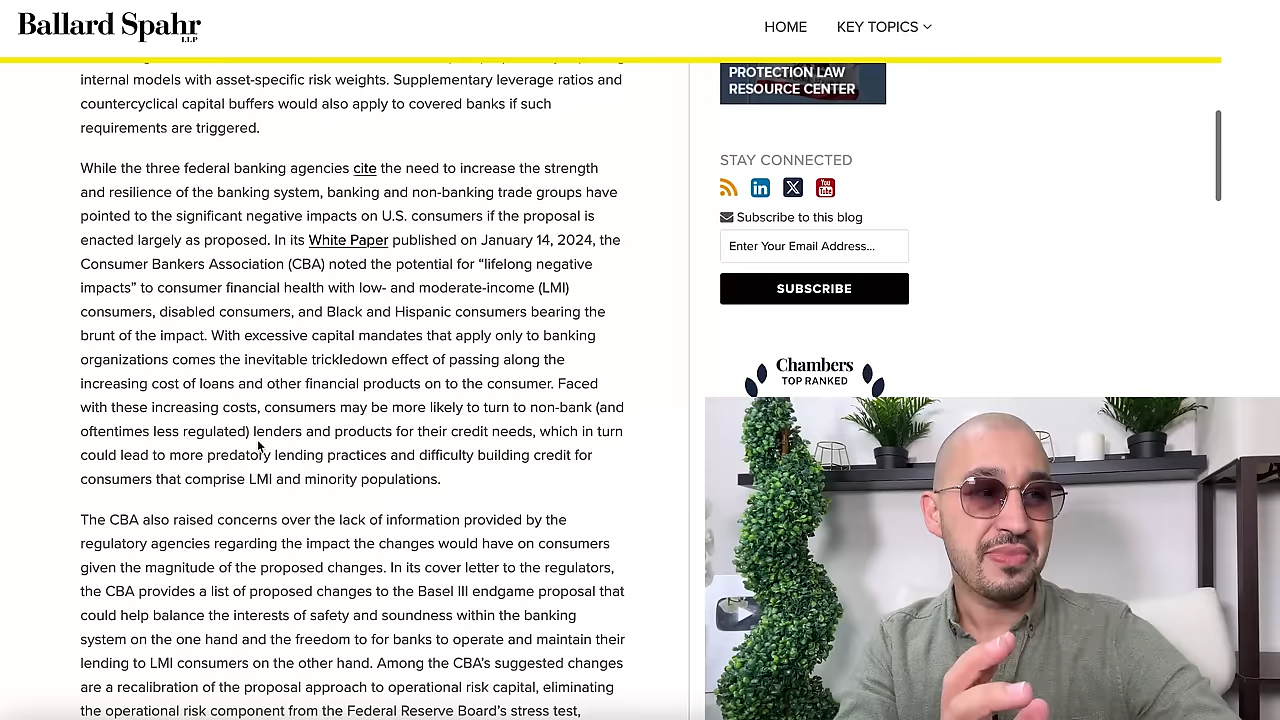 Ballard Spahr
LLP
HOME
KEY TOPICS
internal models with asset-specific risk weights. Supplementary leverage ratios and
countercyclical capital buffers would also apply to covered banks if such
requirements are triggered.
While the three federal banking agencies cite the need to increase the strength
and resilience of the banking system, banking and non-banking trade groups have
pointed to the significant negative impacts on U.S. consumers if the proposal is
enacted largely as proposed. In its White Paper published on January 14, 2024, the
Consumer Bankers Association (CBA) noted the potential for “lifelong negative
impacts” to consumer financial health with low- and moderate-income (LMI)
consumers, disabled consumers, and Black and Hispanic consumers bearing the
brunt of the impact. With excessive capital mandates that apply only to banking
organizations comes the inevitable trickledown effect of passing along the
increasing cost of loans and other financial products on to the consumer. Faced
with these increasing costs, consumers may be more likely to turn to non-bank (and
oftentimes less regulated) lenders and products for their credit needs, which in turn
could lead to more predatory lending practices and difficulty building credit for
consumers that comprise LMI and minority populations.
The CBA also raised concerns over the lack of information provided by the
regulatory agencies regarding the impact the changes would have on consumers
given the magnitude of the proposed changes. In its cover letter to the regulators,
the CBA provides a list of proposed changes to the Basel III endgame proposal that
could help balance the interests of safety and soundness within the banking
system on the one hand and the freedom to for banks to operate and maintain their
lending to LMI consumers on the other hand. Among the CBA’s suggested changes
are a recalibration of the proposal approach to operational risk capital, eliminating
the operational risk component from the Federal Reserve Board’s stress test,
PROTECTION LAW
RESOURCE CENTER
STAY CONNECTED
in
X
You
Tube
Subscribe to this blog
Enter Your Email Address...
SUBSCRIBE
Chambers
TOP RANKED